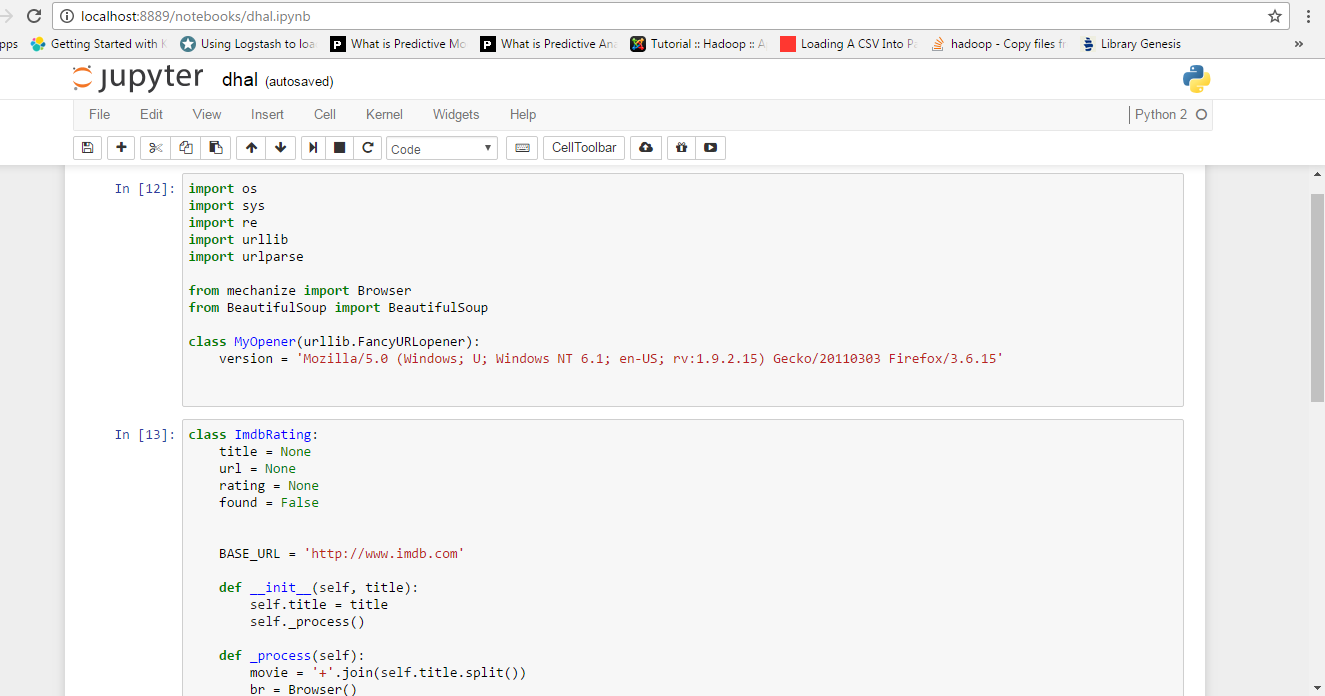 localhost:8889/notebooks/dhal.ipynb
pps Getting Started with K Using Logstash to loa What is Predictive Mo What is Predictive Ana Tutorial :: Hadoop :: A Loading A CSV Into Pa hadoop - Copy files fr Library Genesis »
jupyter dhal (autosaved)
File Edit View Insert Cell Kernel Widgets Help Python 2
Code CellToolbar
In [12]: import os
import sys
import re
import urllib
import urlparse
from mechanize import Browser
from BeautifulSoup import BeautifulSoup
class MyOpener(urllib.FancyURLopener):
    version = 'Mozilla/5.0 (Windows; U; Windows NT 6.1; en-US; rv:1.9.2.15) Gecko/20110303 Firefox/3.6.15'
In [13]: class ImdbRating:
    title = None
    url = None
    rating = None
    found = False
    BASE_URL = 'http://www.imdb.com'
    def __init__(self, title):
        self.title = title
        self._process()
    def _process(self):
        movie = '+'.join(self.title.split())
        br = Browser()